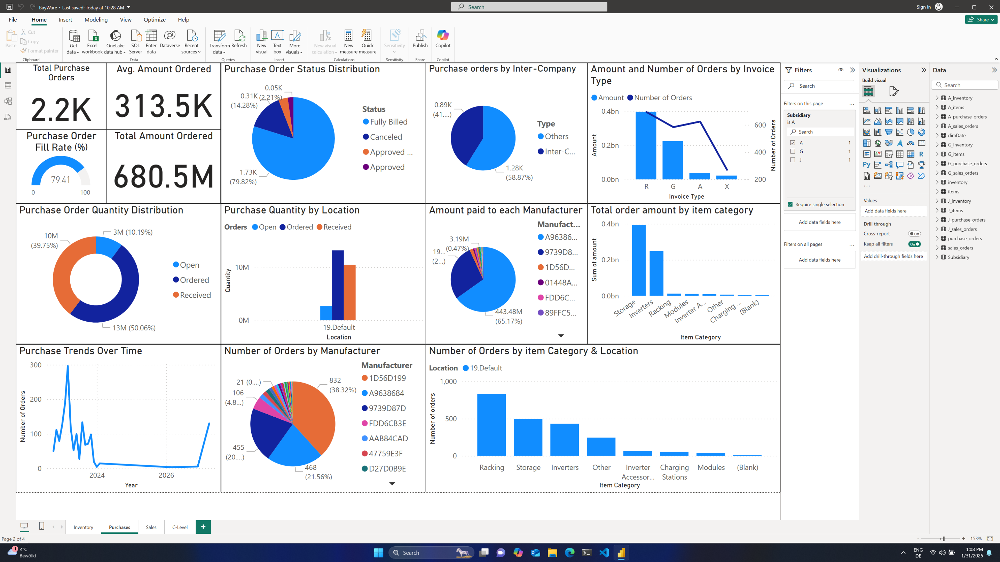 BayWare • Last saved: Today at 10:28 AM
Search
Sign in
File Home Insert Modeling View Optimize Help
Share
Paste
Cut
Copy
Format painter
Clipboard
Get data
Excel workbook
OneLake data hub
SQL Server
Enter data
Dataverse
Recent sources
Data
Transform data
Refresh
Queries
New visual
Text box
More visuals
Insert
New visual calculation
New measure
Quick measure
Calculations
Sensitivity
Sensitivity
Publish
Share
Copilot
Copilot
Total Purchase
Orders
2.2K
Avg. Amount Ordered
313.5K
Purchase Order
Fill Rate (%)
79.41
0
100
Total Amount Ordered
680.5M
Purchase Order Status Distribution
0.05K
(2.21%)
0.31K
(14.28%)
1.73K
(79.82%)
Status
Fully Billed
Canceled
Approved ...
Approved
Purchase orders by Inter-Company
0.89K
(41....)
1.28K
(58.87%)
Type
Others
Inter-C...
Amount and Number of Orders by Invoice
Type
Amount Number of Orders
0.4bn
0.2bn
0.0bn
Amount
600
400
200
Number of Orders
R G A X
Invoice Type
Purchase Order Quantity Distribution
3M (10.19%)
10M
(39.75%)
13M (50.06%)
Open
Ordered
Received
Purchase Quantity by Location
Orders Open Ordered Received
10M
0M
Quantity
19.Default
Location
Amount paid to each Manufacturer
3.19M
(0.47%)
19...
(2...)
443.48M
(65.17%)
Manufact...
A96386...
9739D8...
1D56D...
01448A...
FDD6C...
89FFC5...
Total order amount by item category
0.4bn
0.2bn
0.0bn
Sum of amount
Storage
Inverters
Racking
Modules
Inverter A...
Other
Charging ...
(Blank)
Item Category
Purchase Trends Over Time
300
200
100
0
Number of Orders
2024 2026
Year
Number of Orders by Manufacturer
21 (0....)
106
(4.8...)
455
(20....)
832
(38.32%)
468
(21.56%)
Manufacturer
1D56D199
A9638684
9739D87D
FDD6CB3E
AAB84CAD
47759E3F
D27D0B9E
Number of Orders by item Category & Location
Location 19.Default
1,000
500
0
Number of orders
Racking
Storage
Inverters
Other
Inverter
Accessor...
Charging
Stations
Modules
(Blank)
Item Category
Filters
Search
Filters on this page
...
Subsidiary
is A
Search
A 1
G 1
J 1
Require single selection
Add data fields here
Filters on all pages
...
Add data fields here
Visualizations
Build visual
123
R
Py
123
...
Values
Add data fields here
Drill through
Cross-report
Off
Keep all filters
On
Add drill-through fields here
Data
Search
A_inventory
A_items
A_purchase_orders
A_sales_orders
dimDate
G_inventory
G_items
G_purchase_orders
G_sales_orders
inventory
items
J_inventory
J_items
J_purchase_orders
J_sales_orders
purchase_orders
sales_orders
Subsidiary
Inventory Purchases Sales C-Level +
Page 2 of 4
- + 153%
1
4°C
Bewölkt
Search
ENG
DE
1:08 PM
1/31/2025